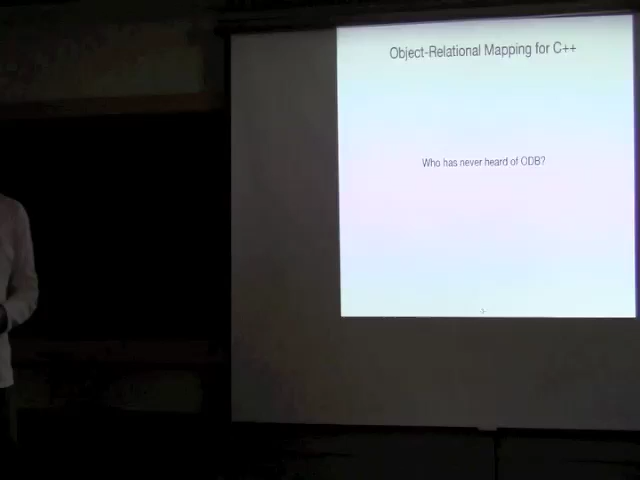 Object-Relational Mapping for C++
Who has never heard of ODB?